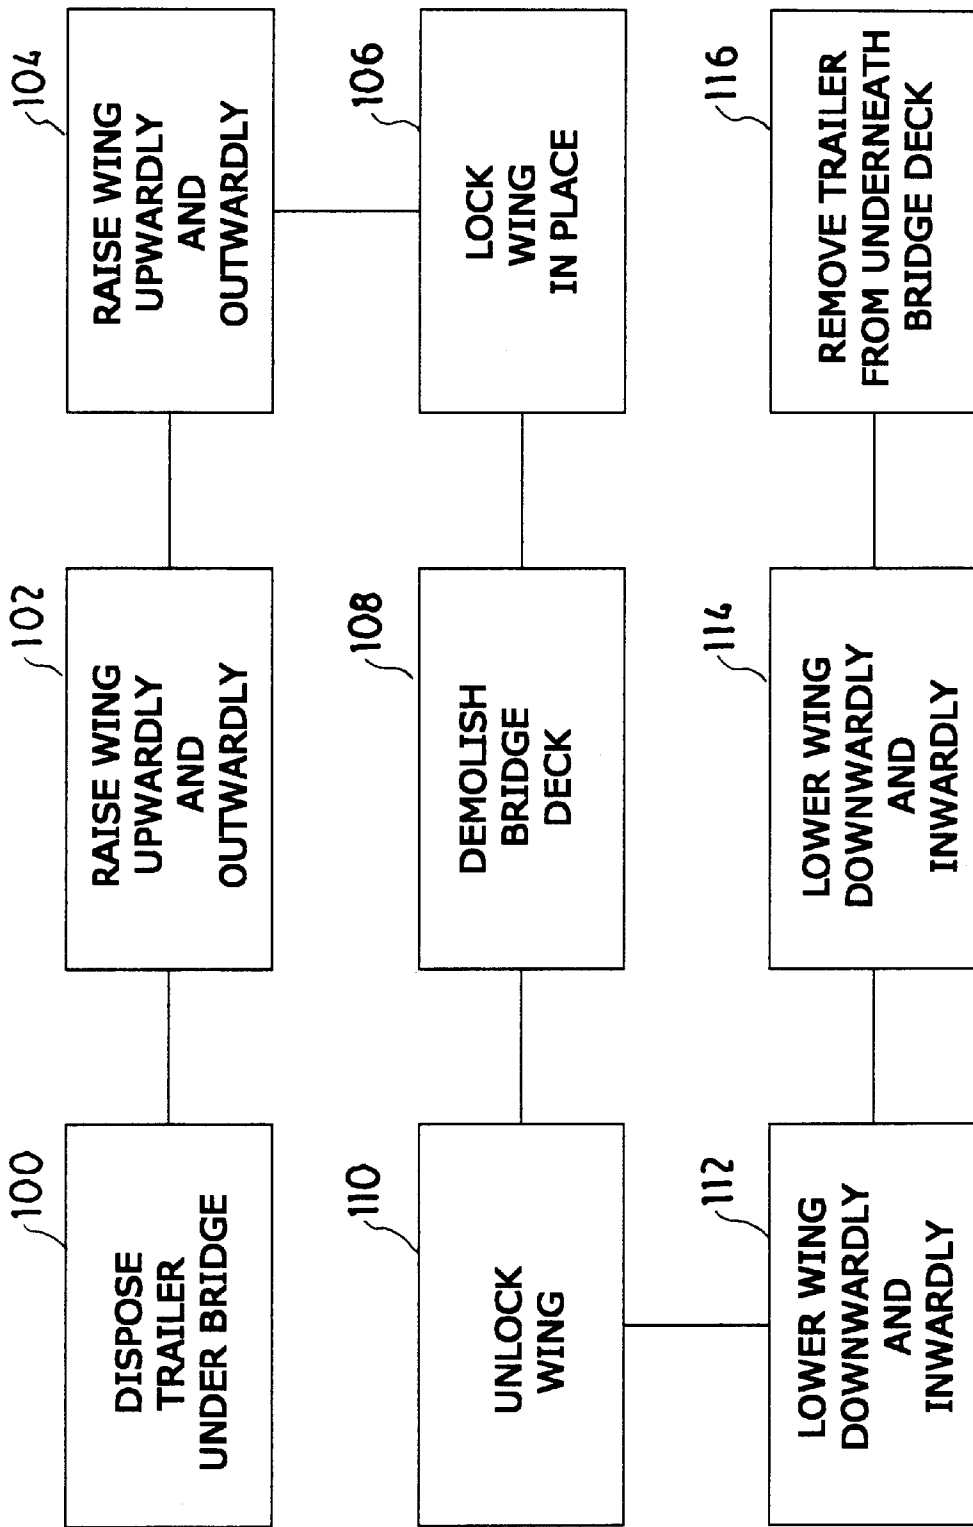 100
DISPOSE
TRAILER
UNDER BRIDGE
102
RAISE WING
UPWARDLY
AND
OUTWARDLY
104
RAISE WING
UPWARDLY
AND
OUTWARDLY
106
LOCK
WING
IN PLACE
108
DEMOLISH
BRIDGE
DECK
110
UNLOCK
WING
112
LOWER WING
DOWNWARDLY
AND
INWARDLY
114
LOWER WING
DOWNWARDLY
AND
INWARDLY
116
REMOVE TRAILER
FROM UNDERNEATH
BRIDGE DECK